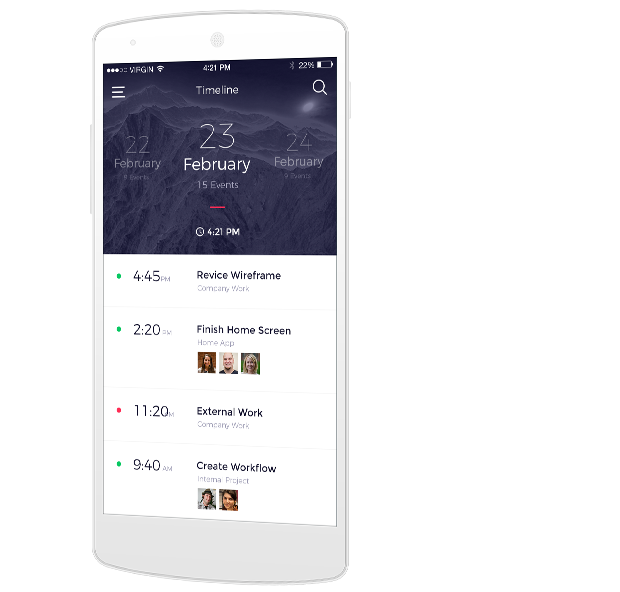 VIRGIN
4:21 PM
22%
Timeline
22
February
8 Events
23
February
15 Events
24
February
9 Events
4:21 PM
4:45 PM
Revice Wireframe
Company Work
2:20 PM
Finish Home Screen
Home App
11:20 AM
External Work
Company Work
9:40 AM
Create Workflow
Internal Project